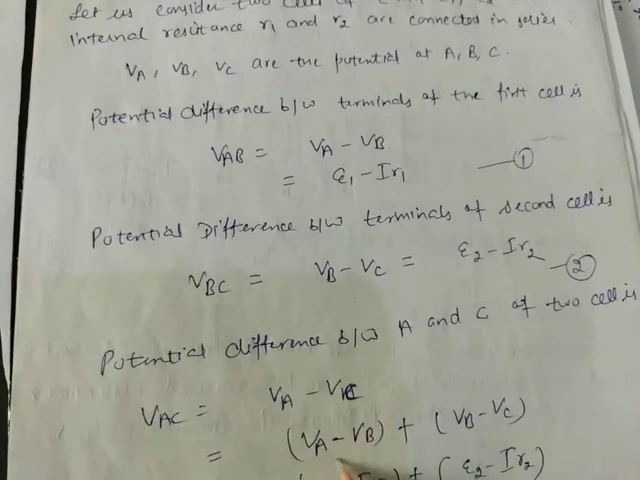 Let us consider two cells of
internal resistance r1 and r2 are connected in series.
VA, VB, VC are the potential at A, B, C.
Potential difference b/w terminals of the first cell is
VAB = VA - VB
= ε1 - Ir1 —①
Potential Difference b/w terminals of second cell is
VBC = VB - VC = ε2 - Ir2 —②
Potential difference b/w A and C of two cell is
VAC = VA - VC
= (VA - VB) + (VB - VC)
) + (ε2 - Ir2)